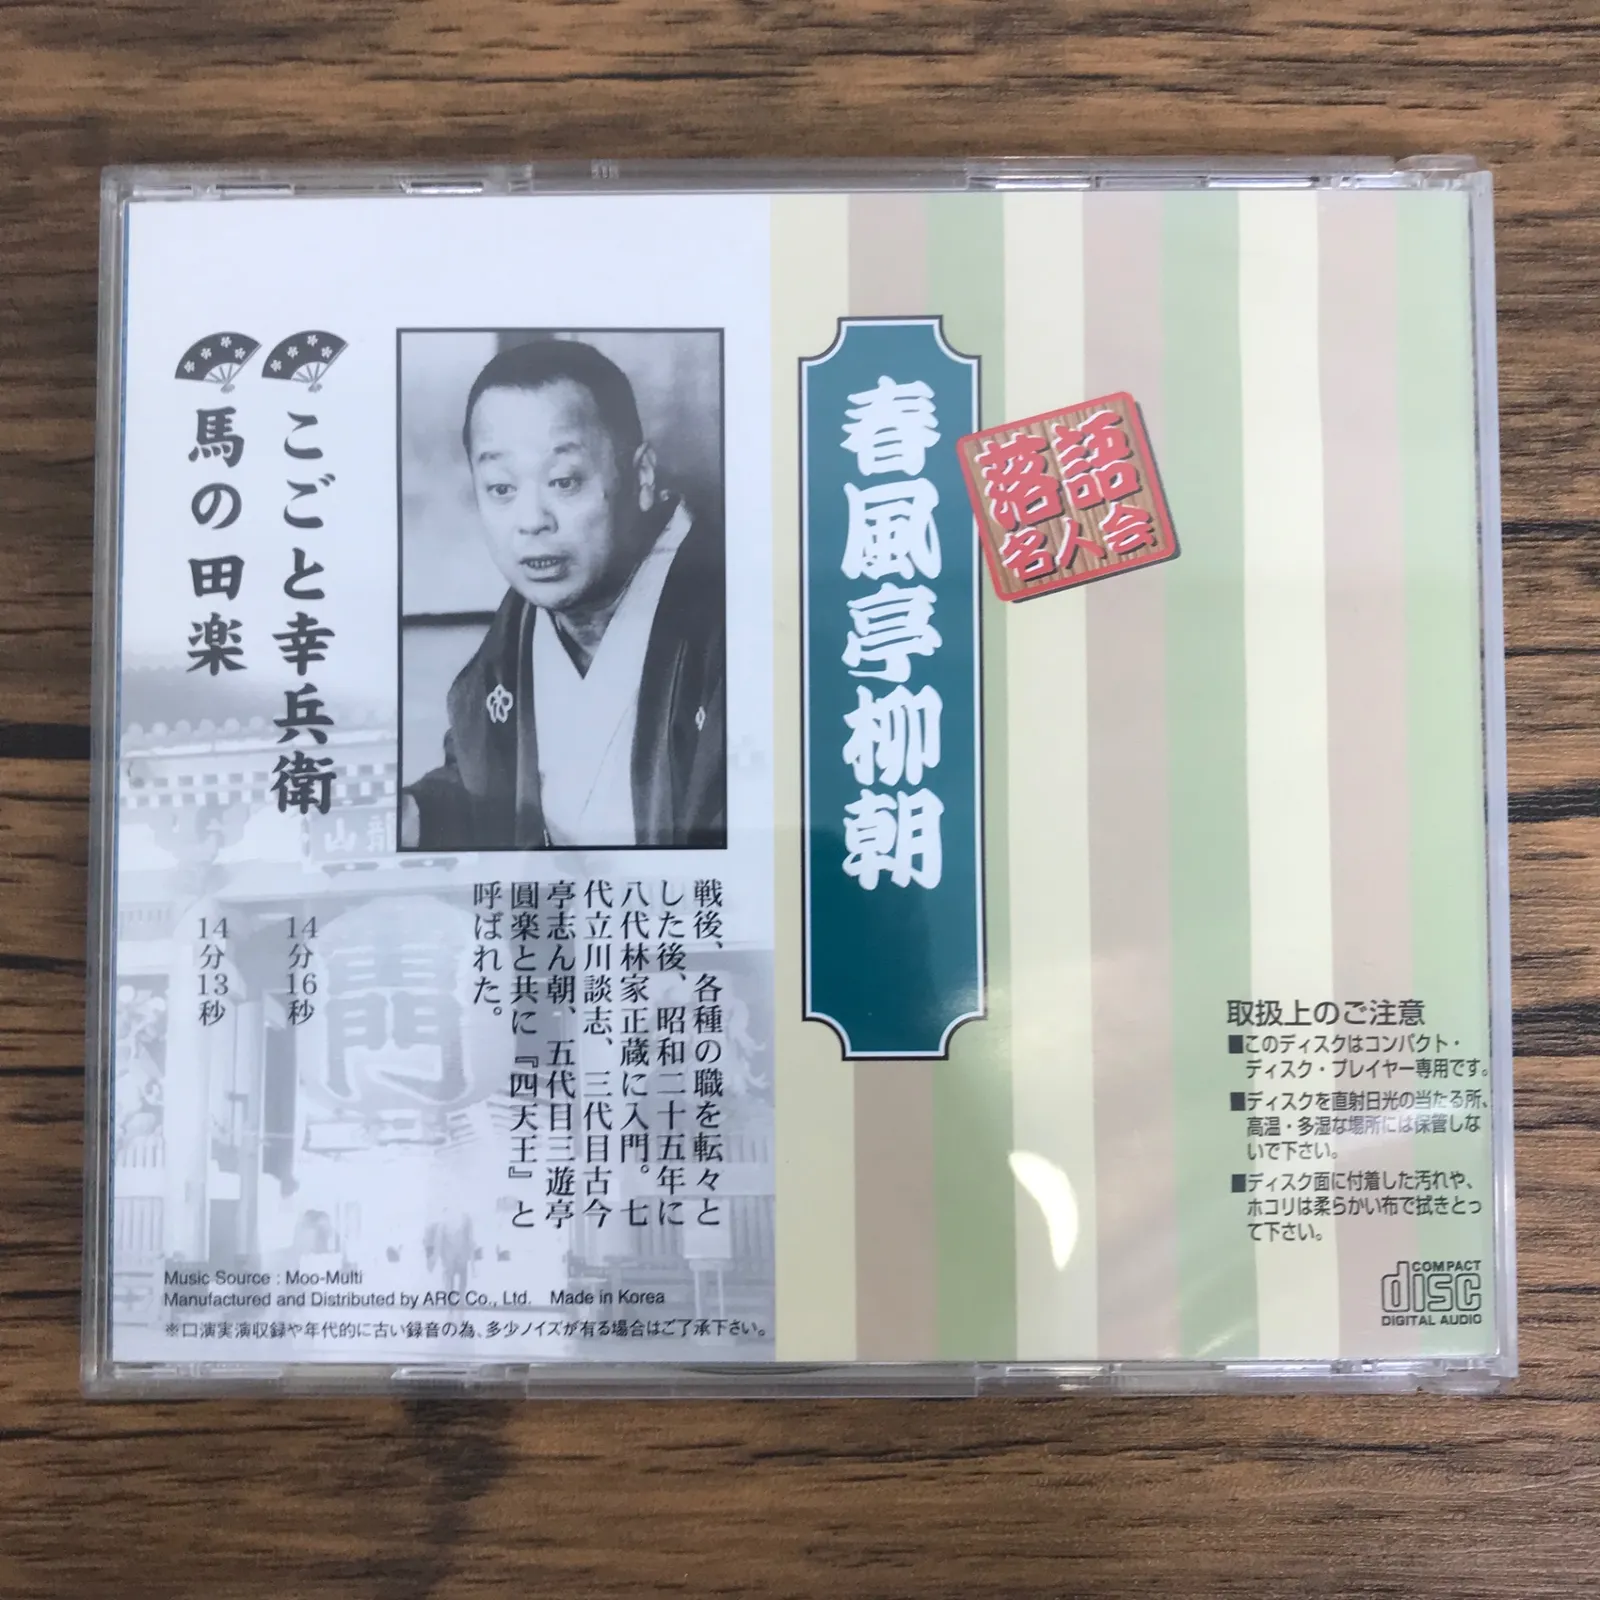 春風亭柳朝
落語
名人会
戦後、各種の職を転々と
した後、昭和二十五年に
八代林家正蔵に入門。七
代立川談志、三代目古今
亭志ん朝、五代目三遊亭
圓楽と共に『四天王』と
呼ばれた。
こごと幸兵衛
14分16秒
馬の田楽
14分13秒
Music Source : Moo-Multi
Manufactured and Distributed by ARC Co., Ltd. Made in Korea
※口演実演収録や年代的に古い録音の為、多少ノイズが有る場合はご了承下さい。
取扱上のご注意
■このディスクはコンパクト・
ディスク・プレイヤー専用です。
■ディスクを直射日光の当たる所、
高温・多湿な場所には保管しな
いで下さい。
■ディスク面に付着した汚れや、
ホコリは柔らかい布で拭きとっ
て下さい。
COMPACT
disc
DIGITAL AUDIO